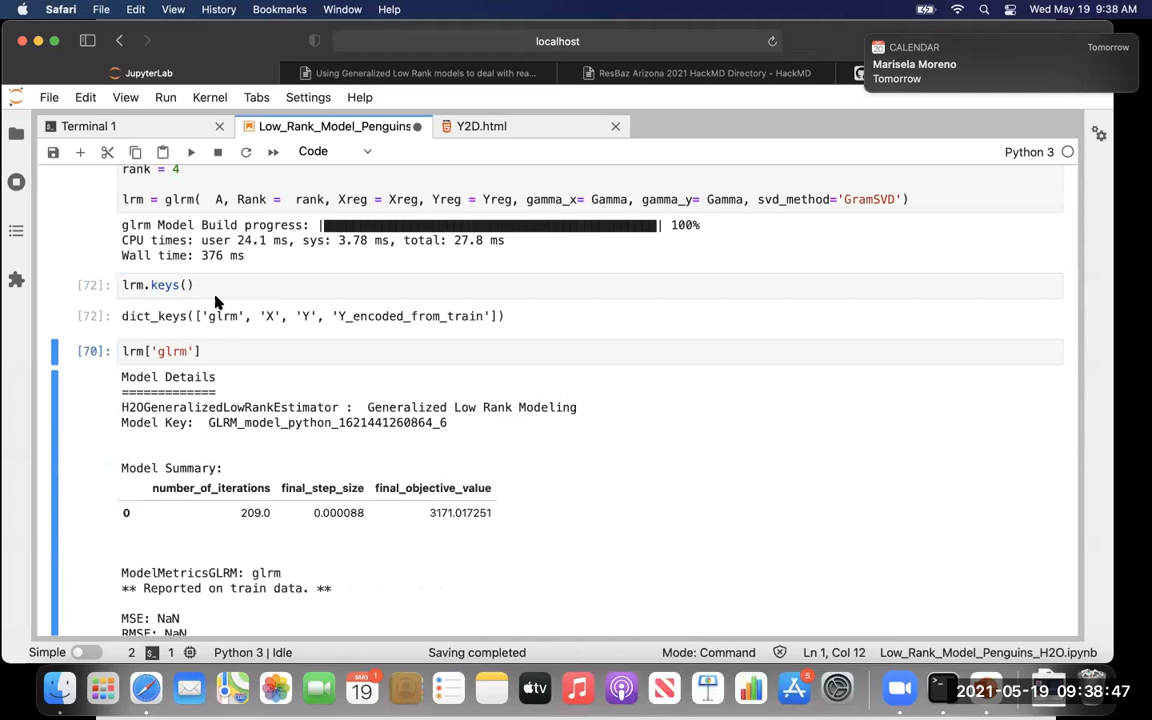 Safari File Edit View History Bookmarks Window Help Wed May 19 9:38 AM
localhost
CALENDAR Tomorrow
Marisela Moreno
Tomorrow
20
JupyterLab Using Generalized Low Rank models to deal with rea... ResBaz Arizona 2021 HackMD Directory - HackMD
File Edit View Run Kernel Tabs Settings Help
Terminal 1 Low_Rank_Model_Penguins Y2D.html
Code Python 3
rank = 4
lrm = glrm( A, Rank = rank, Xreg = Xreg, Yreg = Yreg, gamma_x= Gamma, gamma_y= Gamma, svd_method='GramSVD')
glrm Model Build progress: | | 100%
CPU times: user 24.1 ms, sys: 3.78 ms, total: 27.8 ms
Wall time: 376 ms
[72]: lrm.keys()
[72]: dict_keys(['glrm', 'X', 'Y', 'Y_encoded_from_train'])
[70]: lrm['glrm']
Model Details
=============
H2OGeneralizedLowRankEstimator : Generalized Low Rank Modeling
Model Key: GLRM_model_python_1621441260864_6
Model Summary:
number_of_iterations final_step_size final_objective_value
0 209.0 0.000088 3171.017251
ModelMetricsGLRM: glrm
** Reported on train data. **
MSE: NaN
RMSE: NaN
Simple 2 1 Python 3 | Idle Saving completed Mode: Command Ln 1, Col 12 Low_Rank_Model_Penguins_H2O.ipynb
MAY 19 1 tv 5
2021-05-19 09:38:47